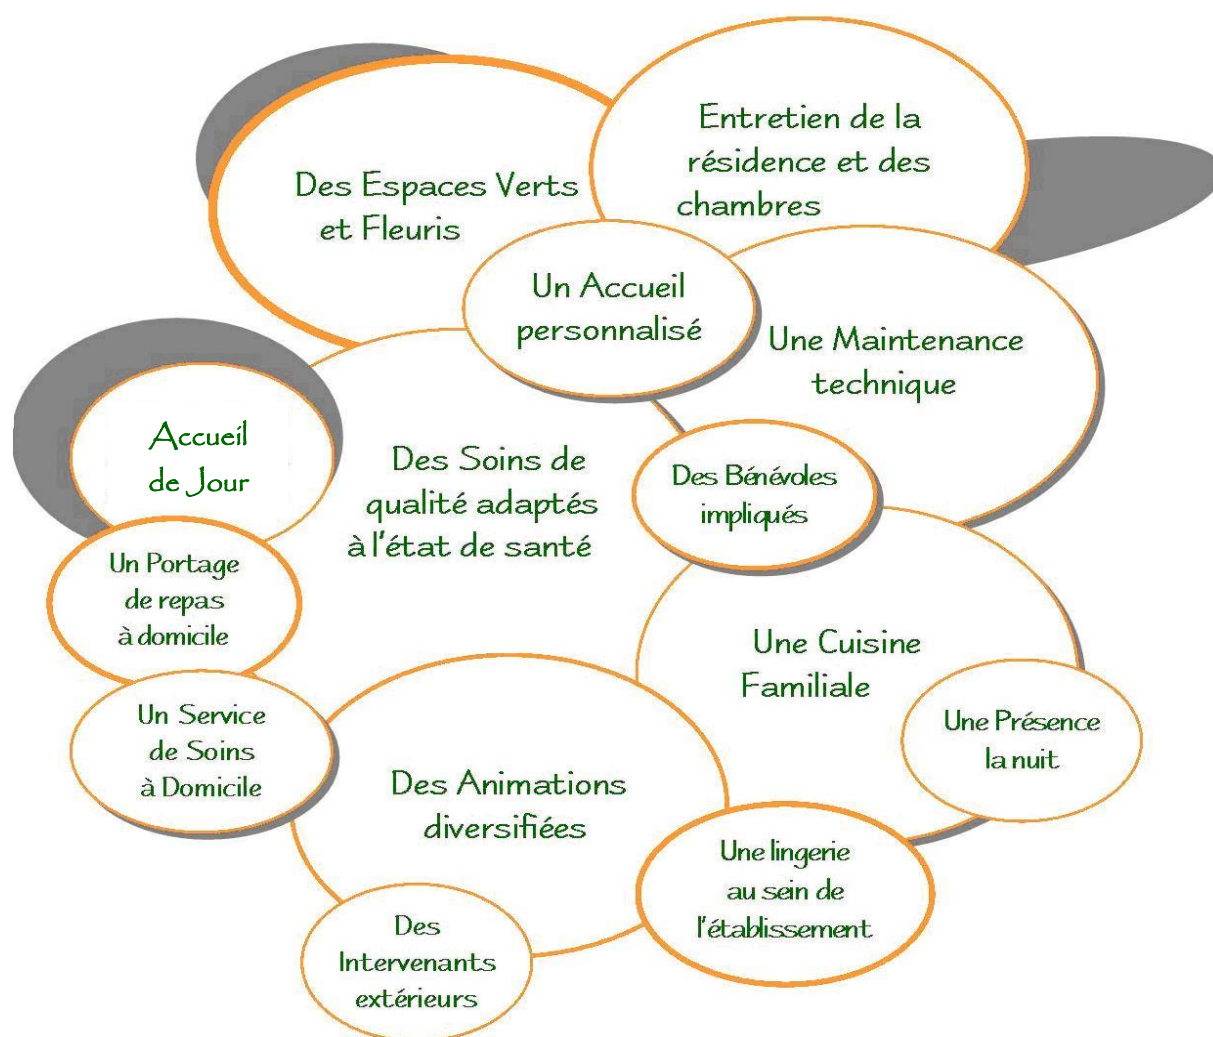 Entretien de la
résidence et des
chambres
Des Espaces Verts
et Fleuris
Un Accueil
personnalisé
Une Maintenance
technique
Accueil
de Jour
Des Soins de
qualité adaptés
à l'état de santé
Des Bénévoles
impliqués
Un Portage
de repas
à domicile
Une Cuisine
Familiale
Un Service
de Soins
à Domicile
Une Présence
la nuit
Des Animations
diversifiées
Une lingerie
au sein de
l'établissement
Des
Intervenants
extérieurs